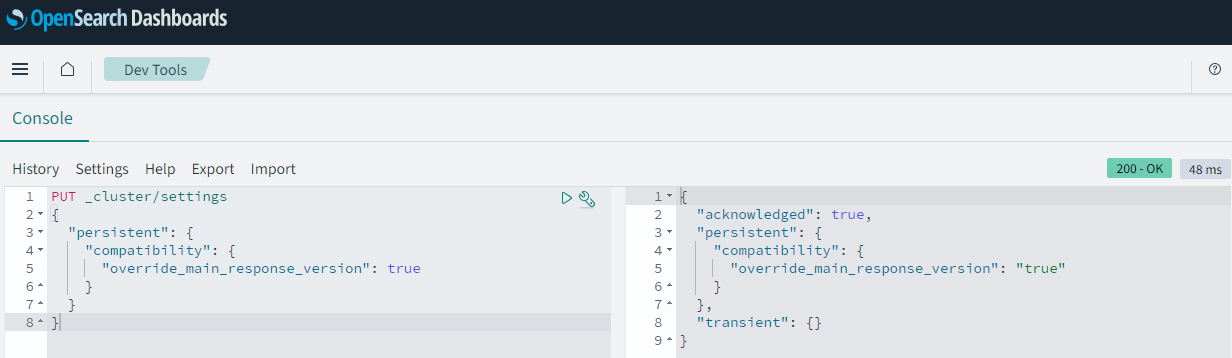 OpenSearch Dashboards
Dev Tools
Console
History Settings Help Export Import 200 - OK 48 ms
1 PUT _cluster/settings
2 {
3 "persistent": {
4 "compatibility": {
5 "override_main_response_version": true
6 }
7 }
8 }
1 {
2 "acknowledged": true,
3 "persistent": {
4 "compatibility": {
5 "override_main_response_version": "true"
6 }
7 },
8 "transient": {}
9 }